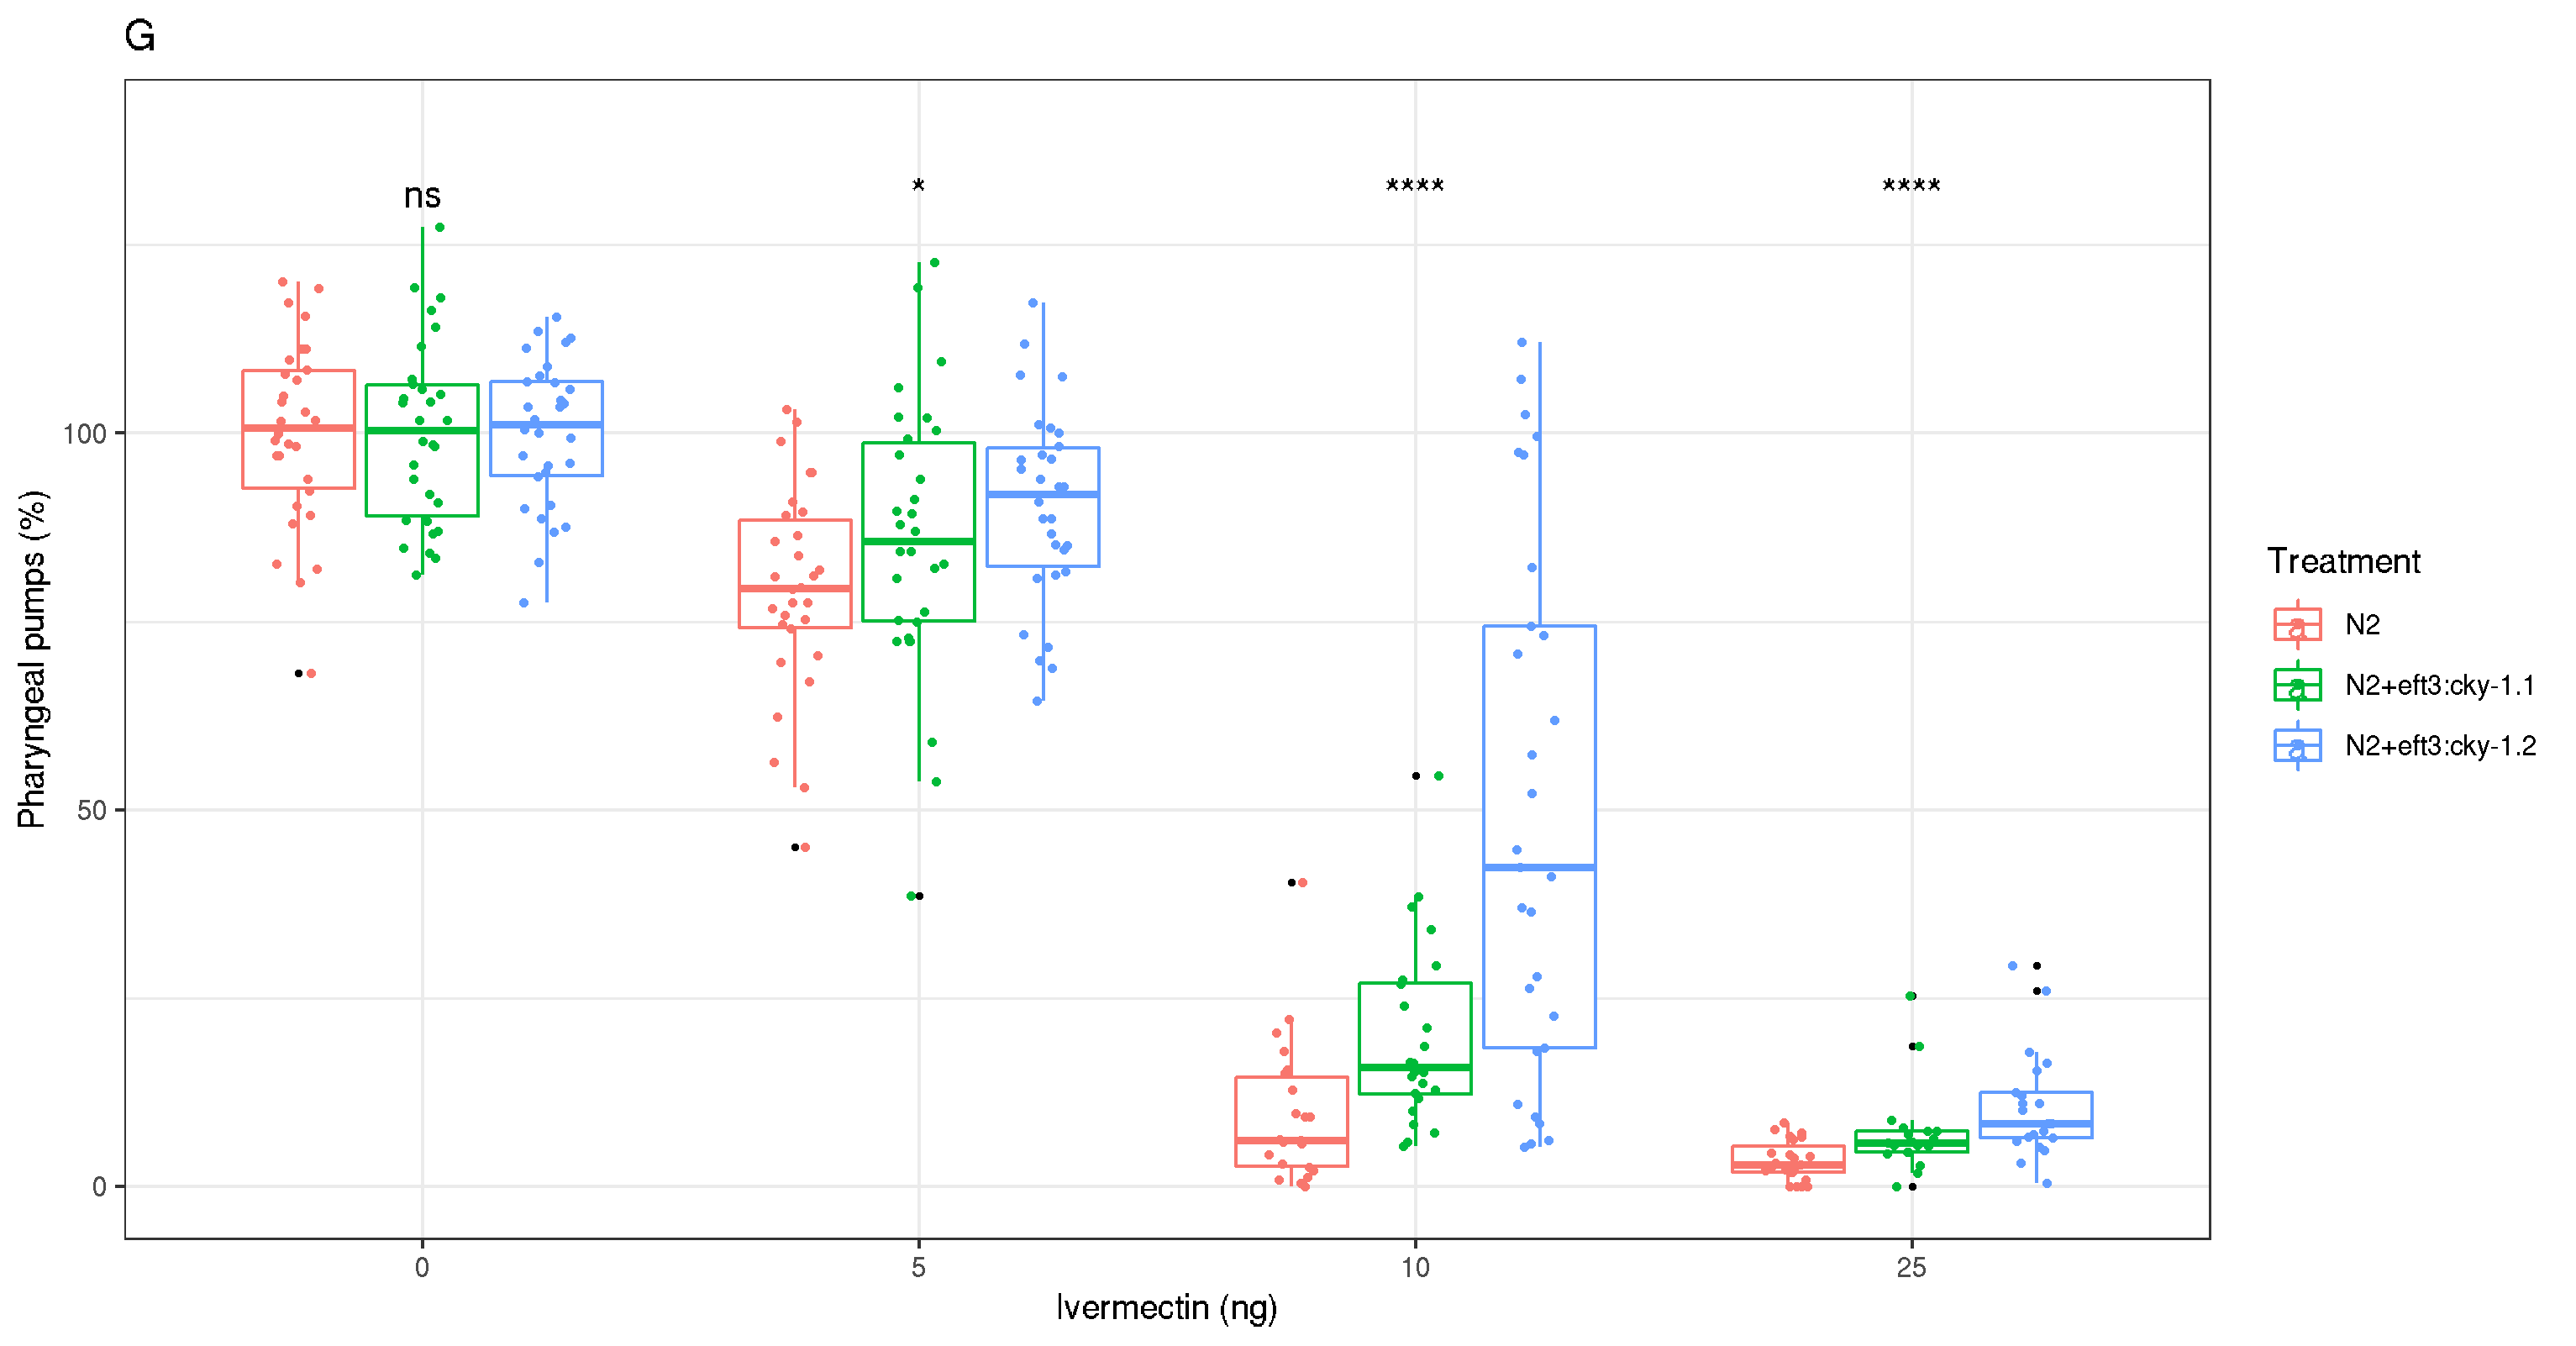 G
ns
*
****
****
100
50
0
Pharyngeal pumps (%)
0
5
10
25
Ivermectin (ng)
Treatment
N2
N2+eft3:cky-1.1
N2+eft3:cky-1.2